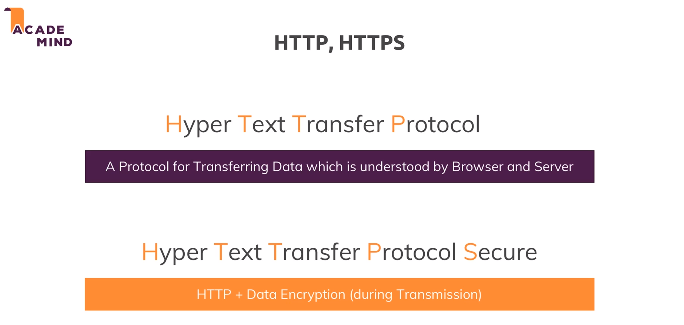 ACADE
MIND
HTTP, HTTPS
Hyper Text Transfer Protocol
A Protocol for Transferring Data which is understood by Browser and Server
Hyper Text Transfer Protocol Secure
HTTP + Data Encryption (during Transmission)